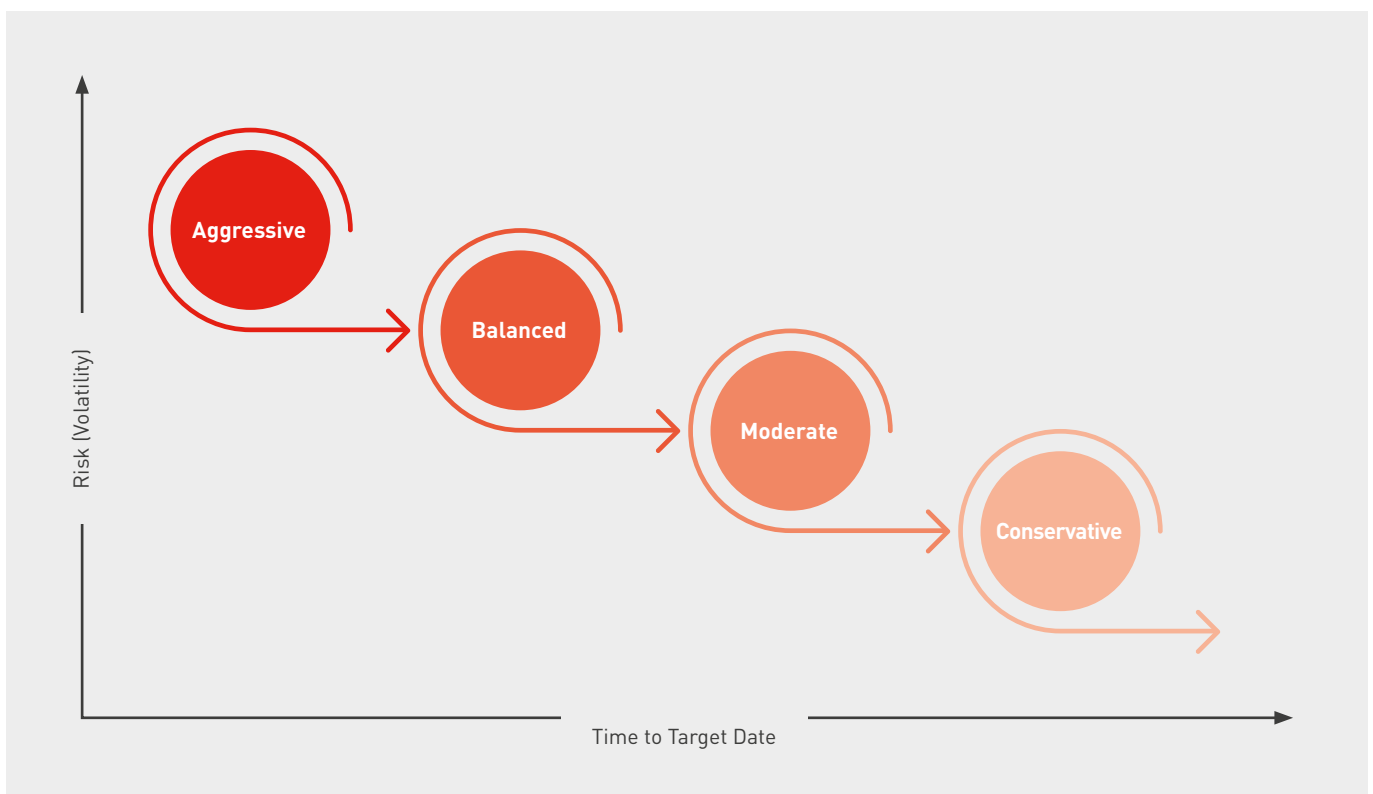 Aggressive
Balanced
Risk (Volatility)
Moderate
Conservative
Time to Target Date